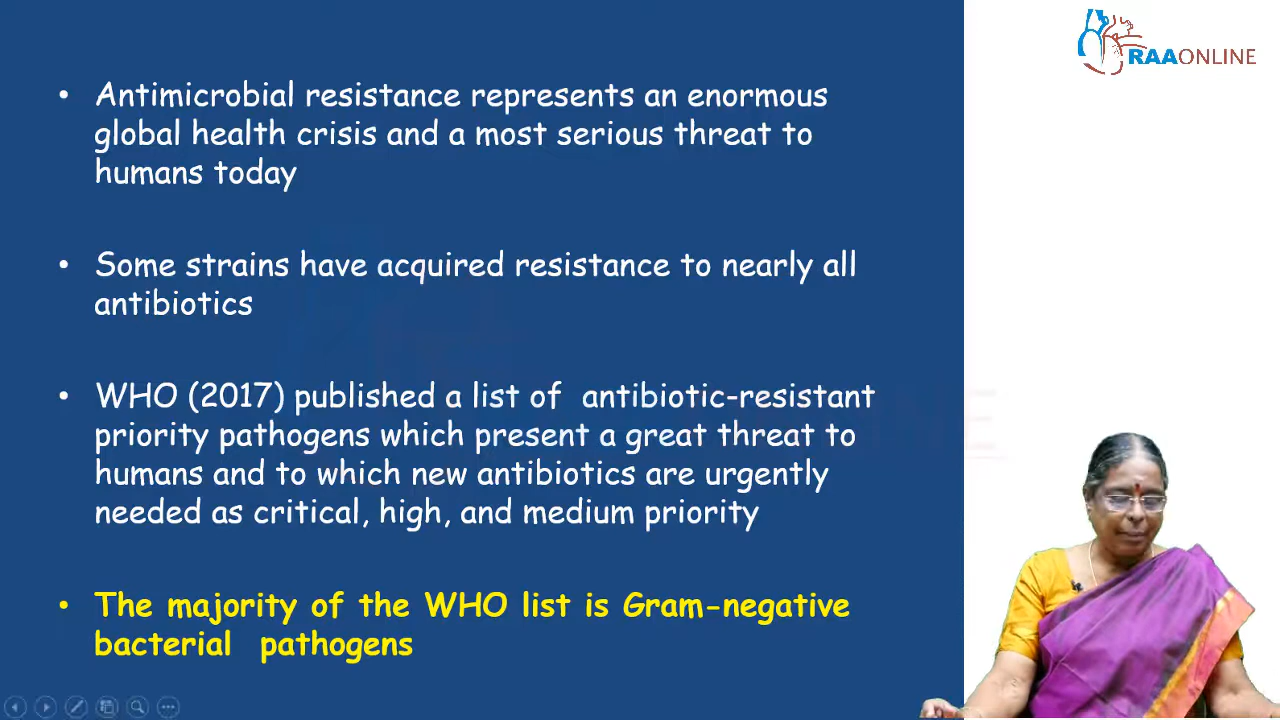 RAAONLINE
• Antimicrobial resistance represents an enormous
global health crisis and a most serious threat to
humans today
• Some strains have acquired resistance to nearly all
antibiotics
• WHO (2017) published a list of antibiotic-resistant
priority pathogens which present a great threat to
humans and to which new antibiotics are urgently
needed as critical, high, and medium priority
• The majority of the WHO list is Gram-negative
bacterial pathogens